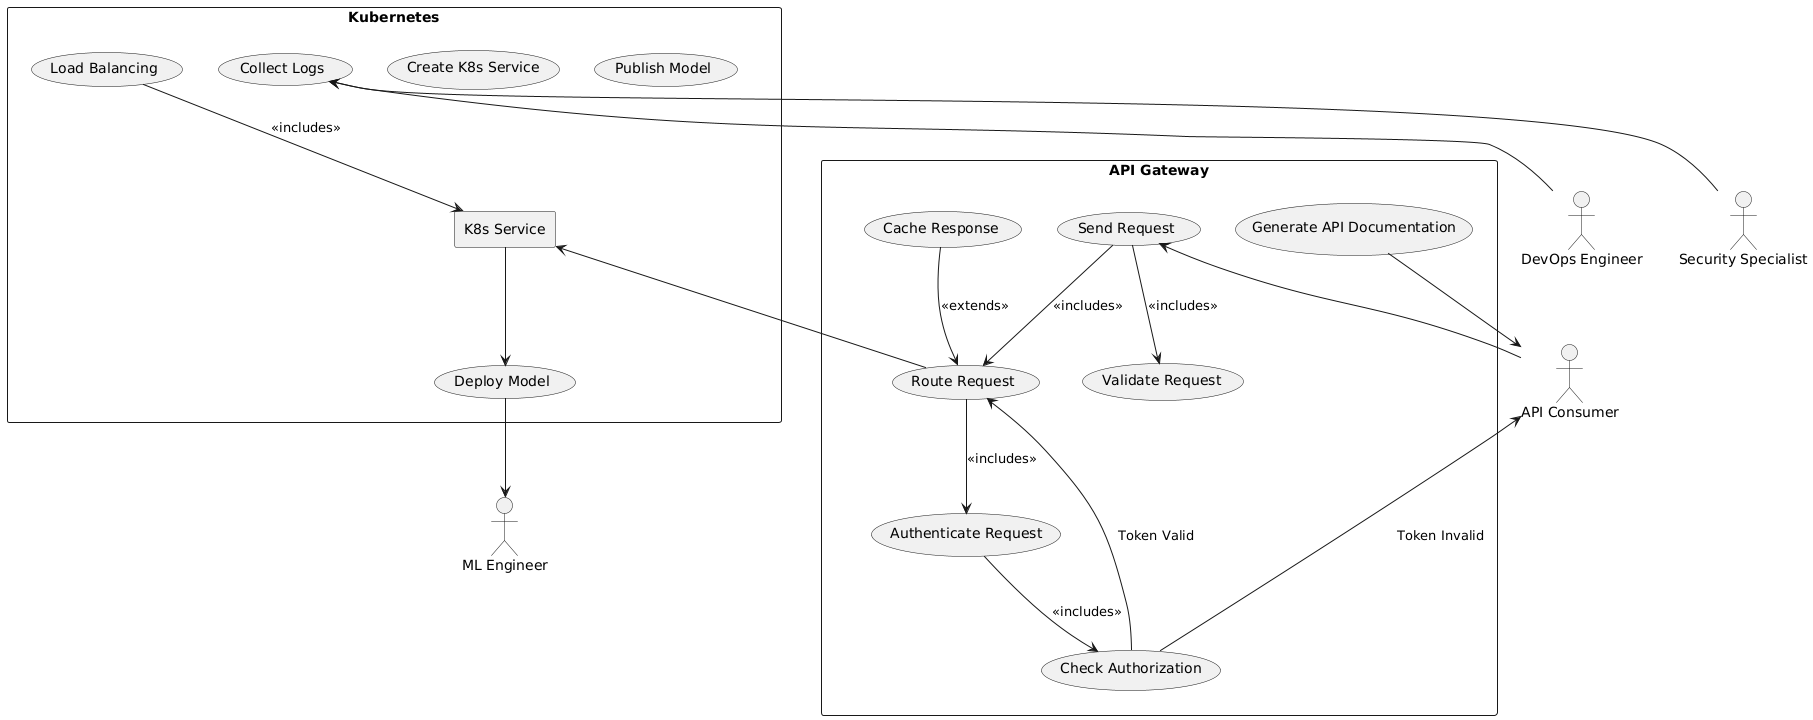 Kubernetes
Load Balancing
Collect Logs
Create K8s Service
Publish Model
«includes»
K8s Service
Deploy Model
ML Engineer
API Gateway
Cache Response
Send Request
Generate API Documentation
«extends»
«includes»
«includes»
Route Request
Validate Request
«includes»
Authenticate Request
Token Valid
Token Invalid
«includes»
Check Authorization
DevOps Engineer
Security Specialist
API Consumer